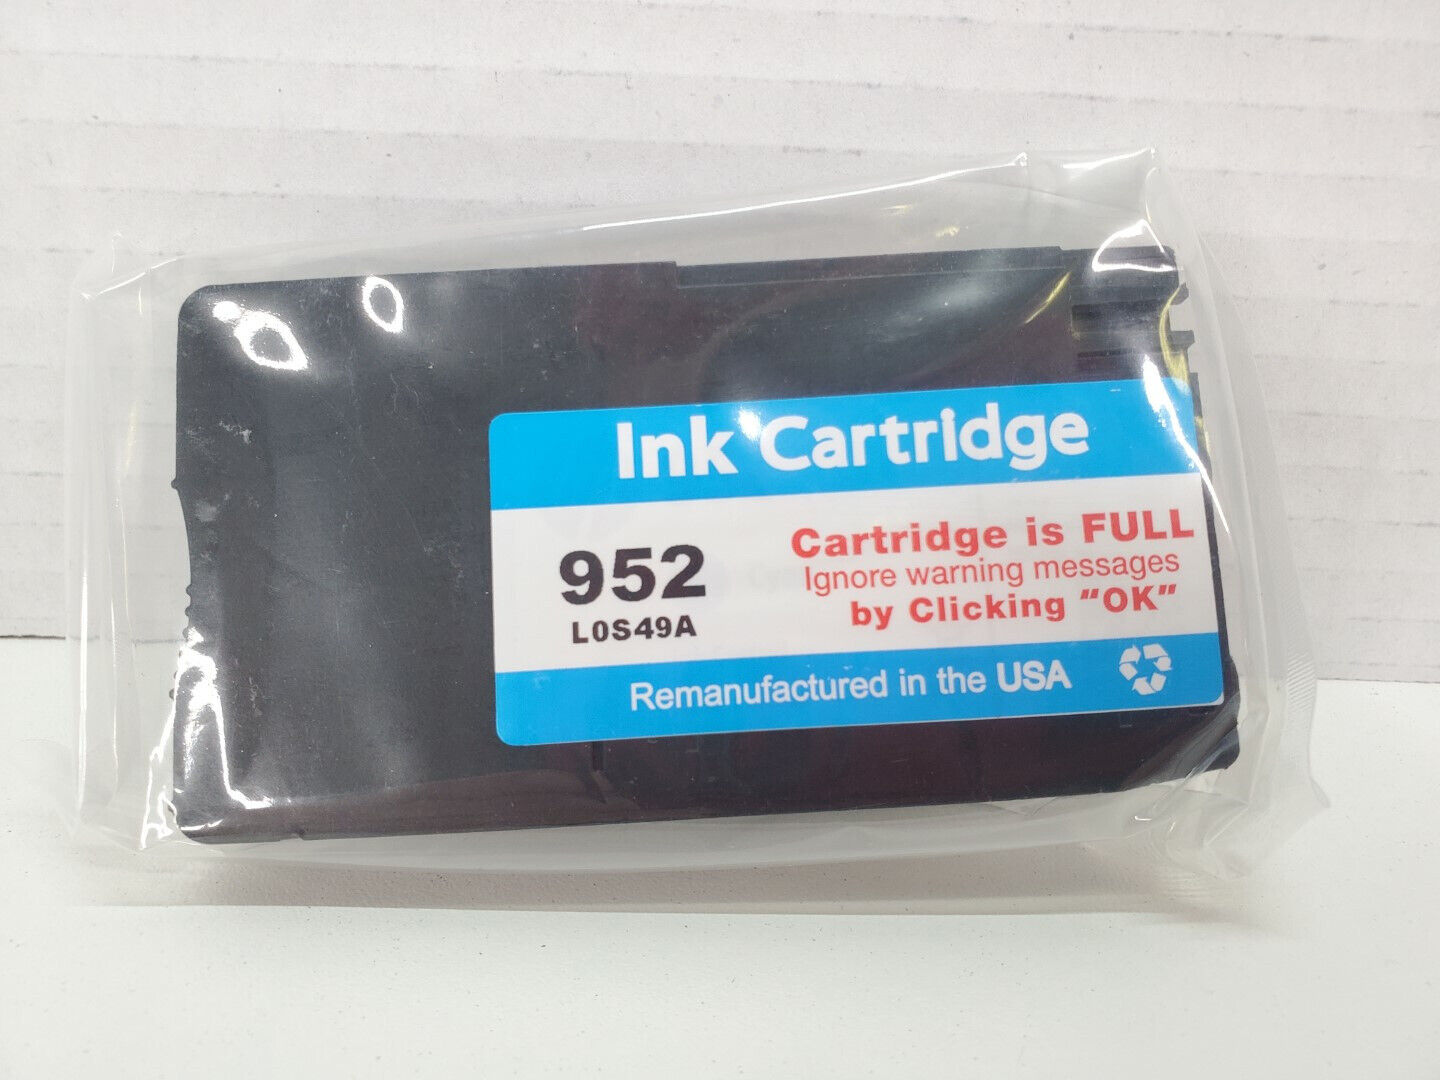 Ink Cartridge
952
L0S49A
Cartridge is FULL
Ignore warning messages
by Clicking "OK"
Remanufactured in the USA